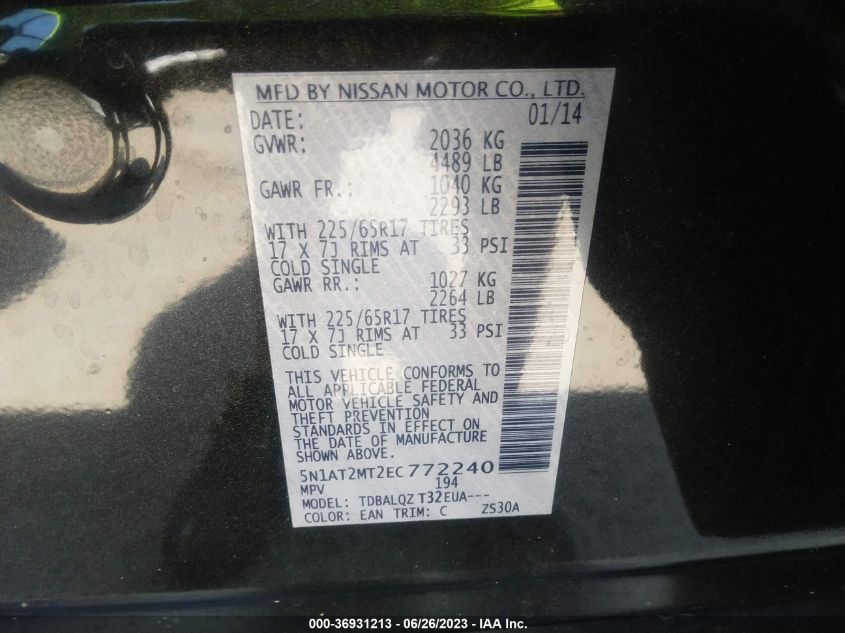 MFD BY NISSAN MOTOR CO., LTD.
DATE: 01/14
GVWR: 2036 KG
4489 LB
GAWR FR.: 1040 KG
2293 LB
WITH 225/65R17 TIRES
17 X 7J RIMS AT 33 PSI
COLD SINGLE
GAWR RR.: 1027 KG
2264 LB
WITH 225/65R17 TIRES
17 X 7J RIMS AT 33 PSI
COLD SINGLE
THIS VEHICLE CONFORMS TO
ALL APPLICABLE FEDERAL
MOTOR VEHICLE SAFETY AND
THEFT PREVENTION
STANDARDS IN EFFECT ON
THE DATE OF MANUFACTURE
SHOWN ABOVE.
5N1AT2MT2EC772240
MPV 194
MODEL: TDBALQZ T32EUA---
COLOR: EAN TRIM: C ZS30A
000-36931213 - 06/26/2023 - IAA Inc.